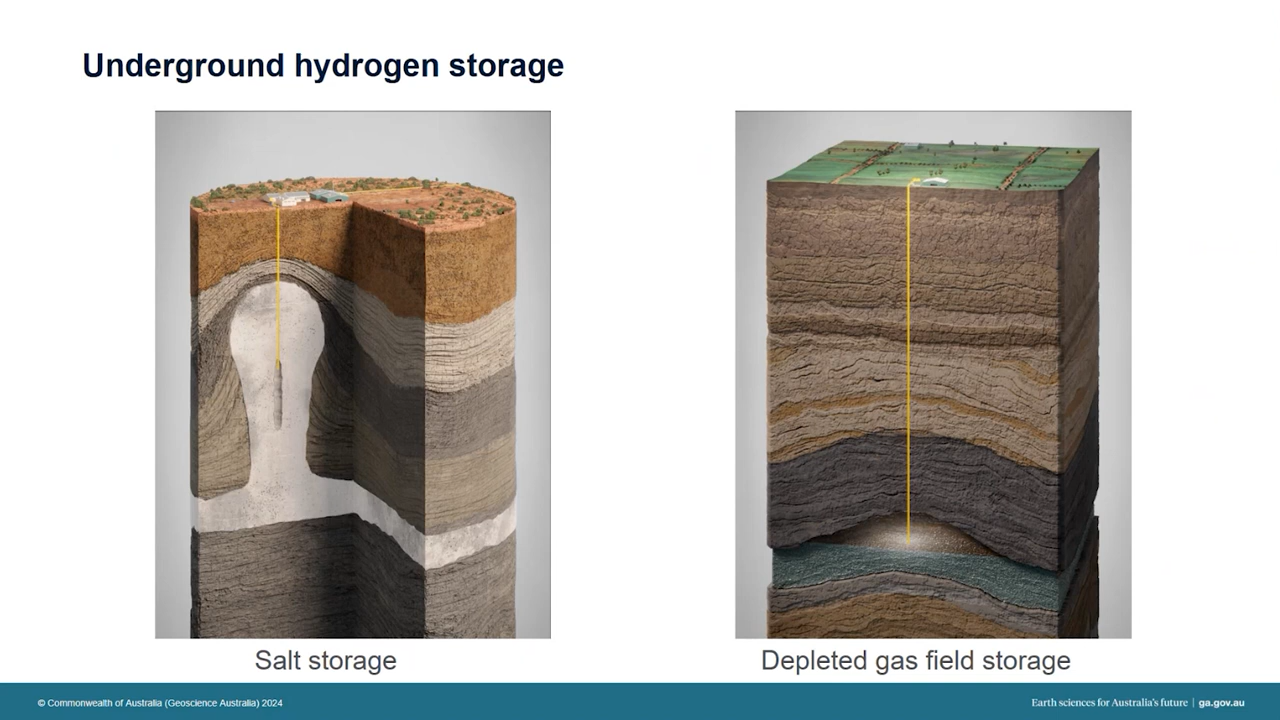 Underground hydrogen storage
Salt storage
Depleted gas field storage
© Commonwealth of Australia (Geoscience Australia) 2024
Earth sciences for Australia's future | ga.gov.au